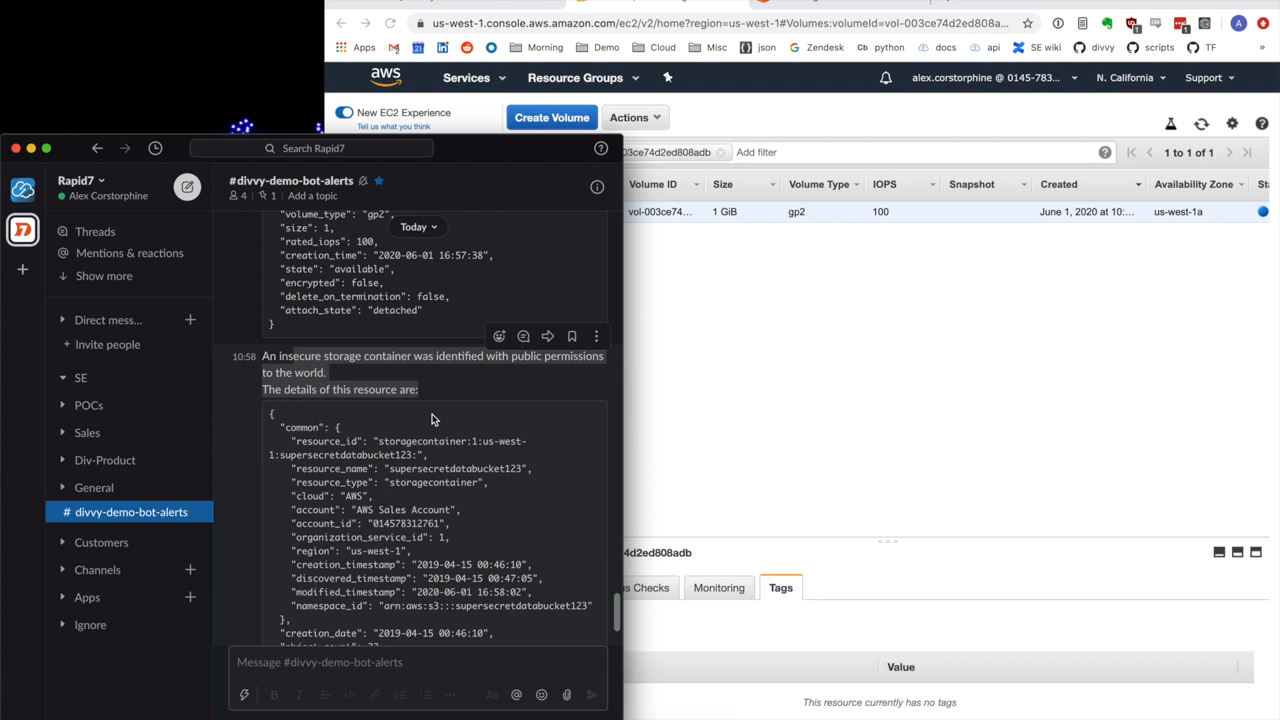 us-west-1.console.aws.amazon.com/ec2/v2/home?region=us-west-1#Volumes:volumeId=vol-003ce74d2ed808a...
A
Apps
Morning
Demo
Cloud
Misc
json
Zendesk
Cb python
docs
api
SE wiki
divvy
scripts
TF
»
aws
Services
Resource Groups
alex.corstorphine @ 0145-783...
N. California
Support
New EC2 Experience
Tell us what you think
Create Volume
Actions
003ce74d2ed808adb
Add filter
1 to 1 of 1
Volume ID
Size
Volume Type
IOPS
Snapshot
Created
Availability Zone
Sta
vol-003ce74...
1 GiB
gp2
100
June 1, 2020 at 10:...
us-west-1a
4d2ed808adb
us Checks
Monitoring
Tags
Value
This resource currently has no tags
Search Rapid7
Rapid7
Alex Corstorphine
Threads
Mentions & reactions
Show more
Direct mess...
Invite people
SE
POCs
Sales
Div-Product
General
# divvy-demo-bot-alerts
Customers
Channels
Apps
Ignore
#divvy-demo-bot-alerts
4
1
Add a topic
Today
"volume_type": "gp2",
"size": 1,
"rated_iops": 100,
"creation_time": "2020-06-01 16:57:38",
"state": "available",
"encrypted": false,
"delete_on_termination": false,
"attach_state": "detached"
}
10:58
An insecure storage container was identified with public permissions
to the world.
The details of this resource are:
{
"common": {
"resource_id": "storagecontainer:1:us-west-
1:supersecretdatabucket123:",
"resource_name": "supersecretdatabucket123",
"resource_type": "storagecontainer",
"cloud": "AWS",
"account": "AWS Sales Account",
"account_id": "014578312761",
"organization_service_id": 1,
"region": "us-west-1",
"creation_timestamp": "2019-04-15 00:46:10",
"discovered_timestamp": "2019-04-15 00:47:05",
"modified_timestamp": "2020-06-01 16:58:02",
"namespace_id": "arn:aws:s3:::supersecretdatabucket123"
},
"creation_date": "2019-04-15 00:46:10",
Message #divvy-demo-bot-alerts
B
Aa